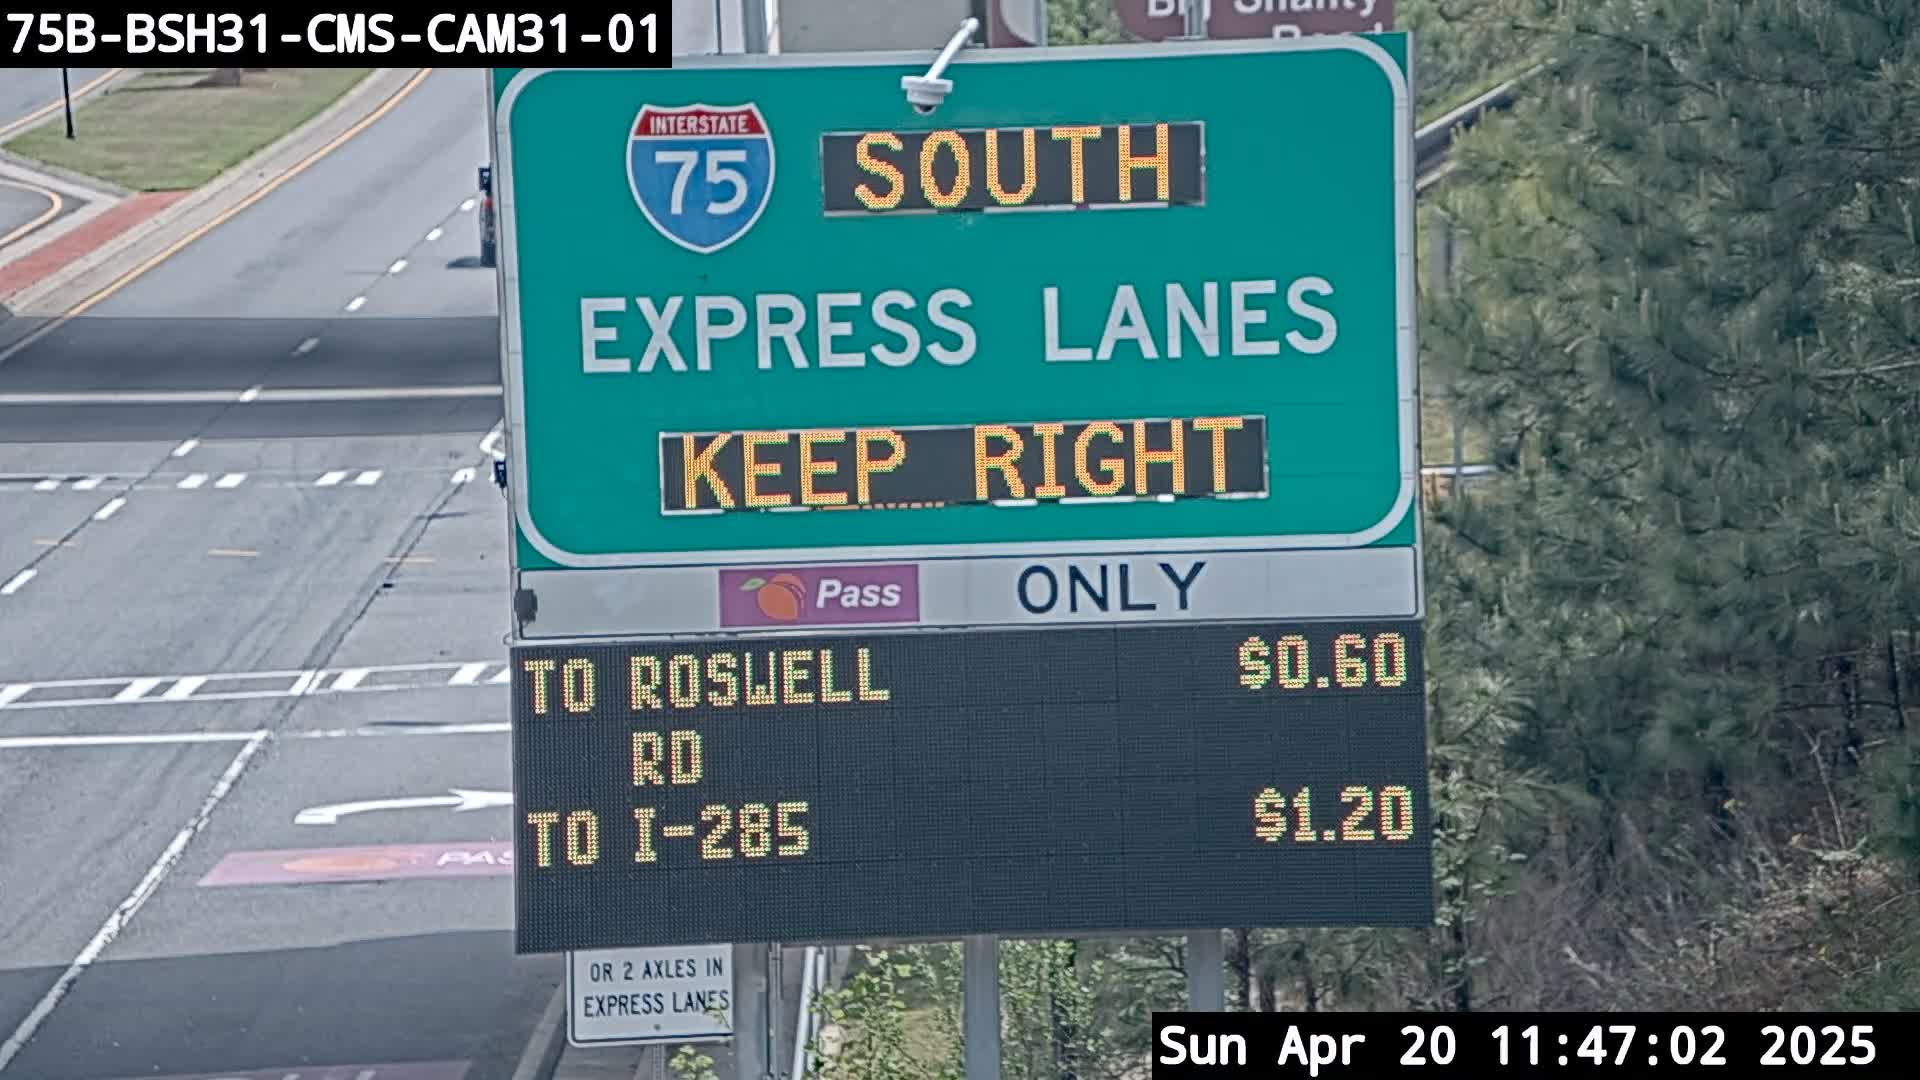 75B-BSH31-CMS-CAM31-01
INTERSTATE
75
SOUTH
EXPRESS LANES
KEEP RIGHT
Pass
ONLY
TO ROSWELL $0.60
RD
TO I-285 $1.20
OR 2 AXLES IN
EXPRESS LANES
Sun Apr 20 11:47:02 2025